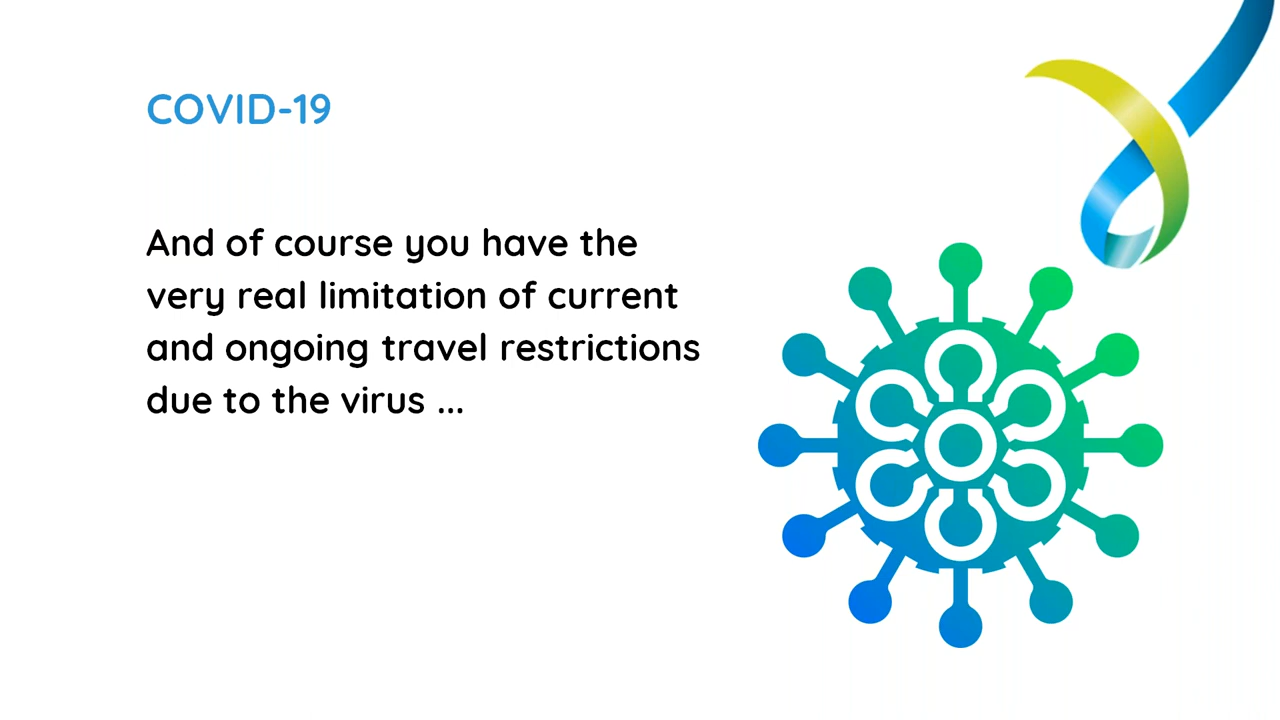 COVID-19
And of course you have the
very real limitation of current
and ongoing travel restrictions
due to the virus ...